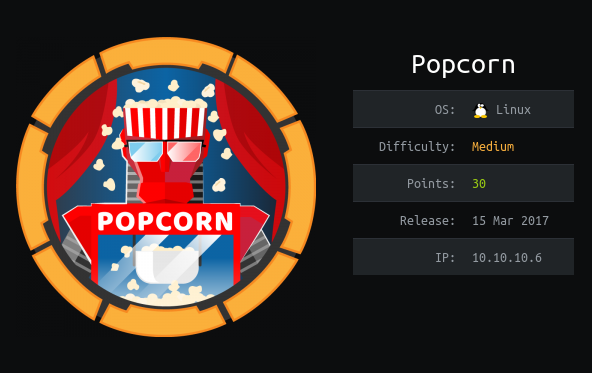 POPCORN
Popcorn
OS: Linux
Difficulty: Medium
Points: 30
Release: 15 Mar 2017
IP: 10.10.10.6